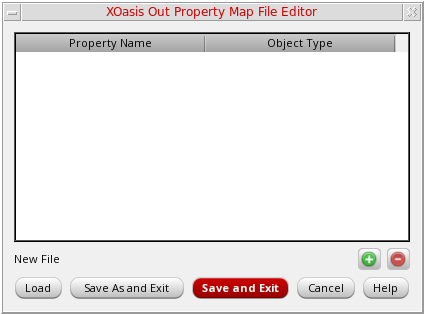 XOasis Out Property Map File Editor
Property Name Object Type
New File
Load Save As and Exit Save and Exit Cancel Help